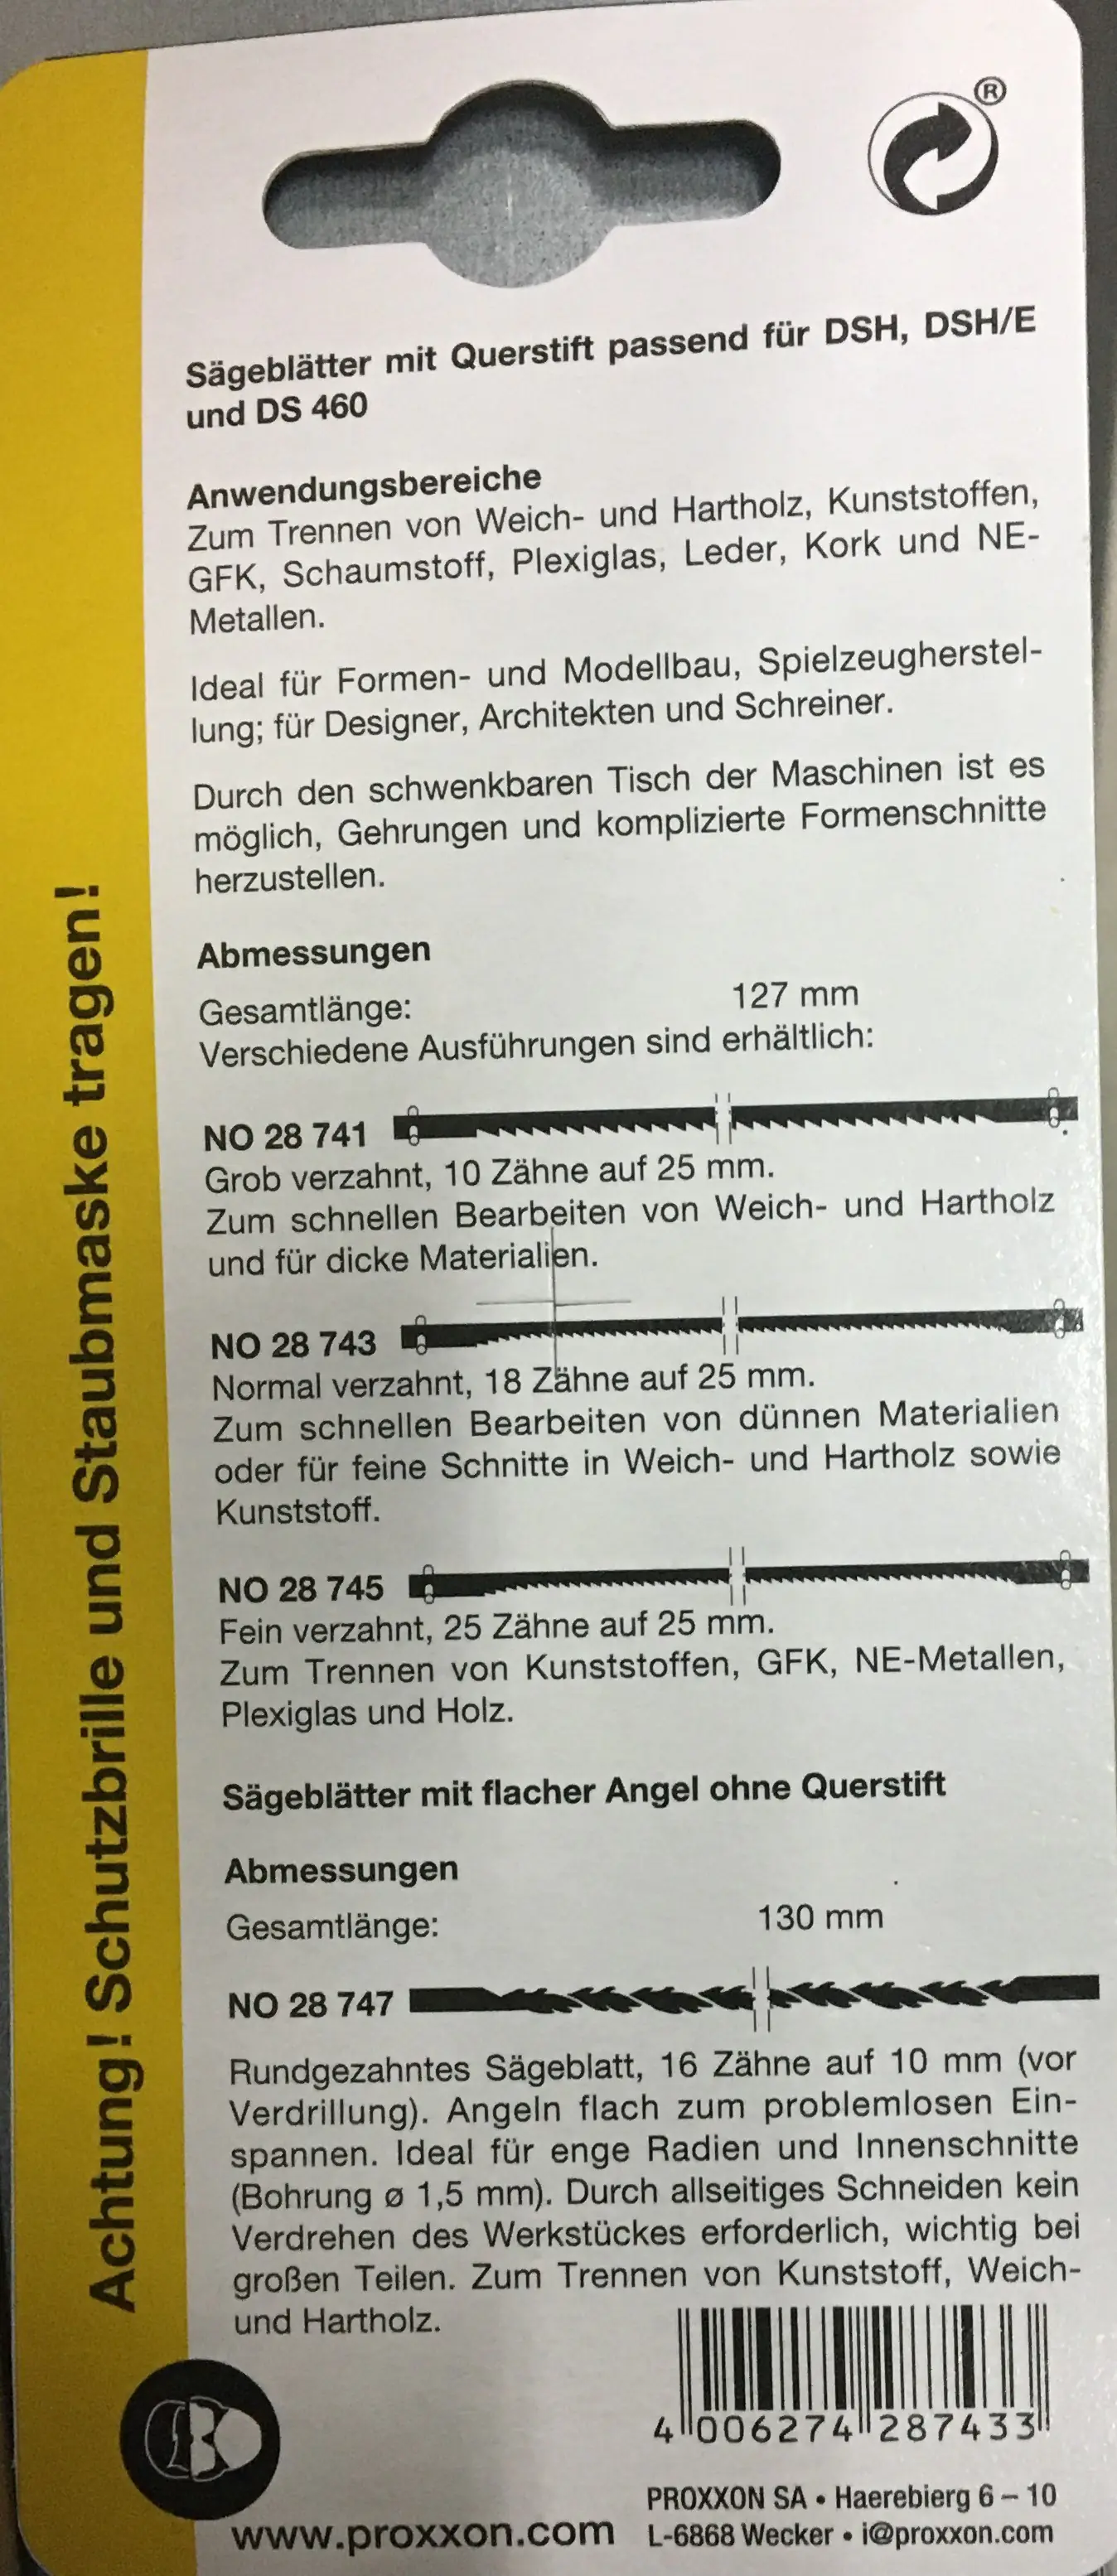 ®
Sägeblätter mit Querstift passend für DSH, DSH/E
und DS 460
Anwendungsbereiche
Zum Trennen von Weich- und Hartholz, Kunststoffen,
GFK, Schaumstoff, Plexiglas, Leder, Kork und NE-
Metallen.
Ideal für Formen- und Modellbau, Spielzeugherstel-
lung; für Designer, Architekten und Schreiner.
Durch den schwenkbaren Tisch der Maschinen ist es
möglich, Gehrungen und komplizierte Formenschnitte
herzustellen.
Abmessungen
Gesamtlänge: 127 mm
Verschiedene Ausführungen sind erhältlich:
NO 28 741
Grob verzahnt, 10 Zähne auf 25 mm.
Zum schnellen Bearbeiten von Weich- und Hartholz
und für dicke Materialien.
NO 28 743
Normal verzahnt, 18 Zähne auf 25 mm.
Zum schnellen Bearbeiten von dünnen Materialien
oder für feine Schnitte in Weich- und Hartholz sowie
Kunststoff.
NO 28 745
Fein verzahnt, 25 Zähne auf 25 mm.
Zum Trennen von Kunststoffen, GFK, NE-Metallen,
Plexiglas und Holz.
Sägeblätter mit flacher Angel ohne Querstift
Abmessungen
Gesamtlänge: 130 mm
NO 28 747
Rundgezahntes Sägeblatt, 16 Zähne auf 10 mm (vor
Verdrillung). Angeln flach zum problemlosen Ein-
spannen. Ideal für enge Radien und Innenschnitte
(Bohrung ø 1,5 mm). Durch allseitiges Schneiden kein
Verdrehen des Werkstückes erforderlich, wichtig bei
großen Teilen. Zum Trennen von Kunststoff, Weich-
und Hartholz.
4 006274 287433
PROXXON SA • Haerebierg 6 – 10
www.proxxon.com L-6868 Wecker • i@proxxon.com
Achtung! Schutzbrille und Staubmaske tragen!